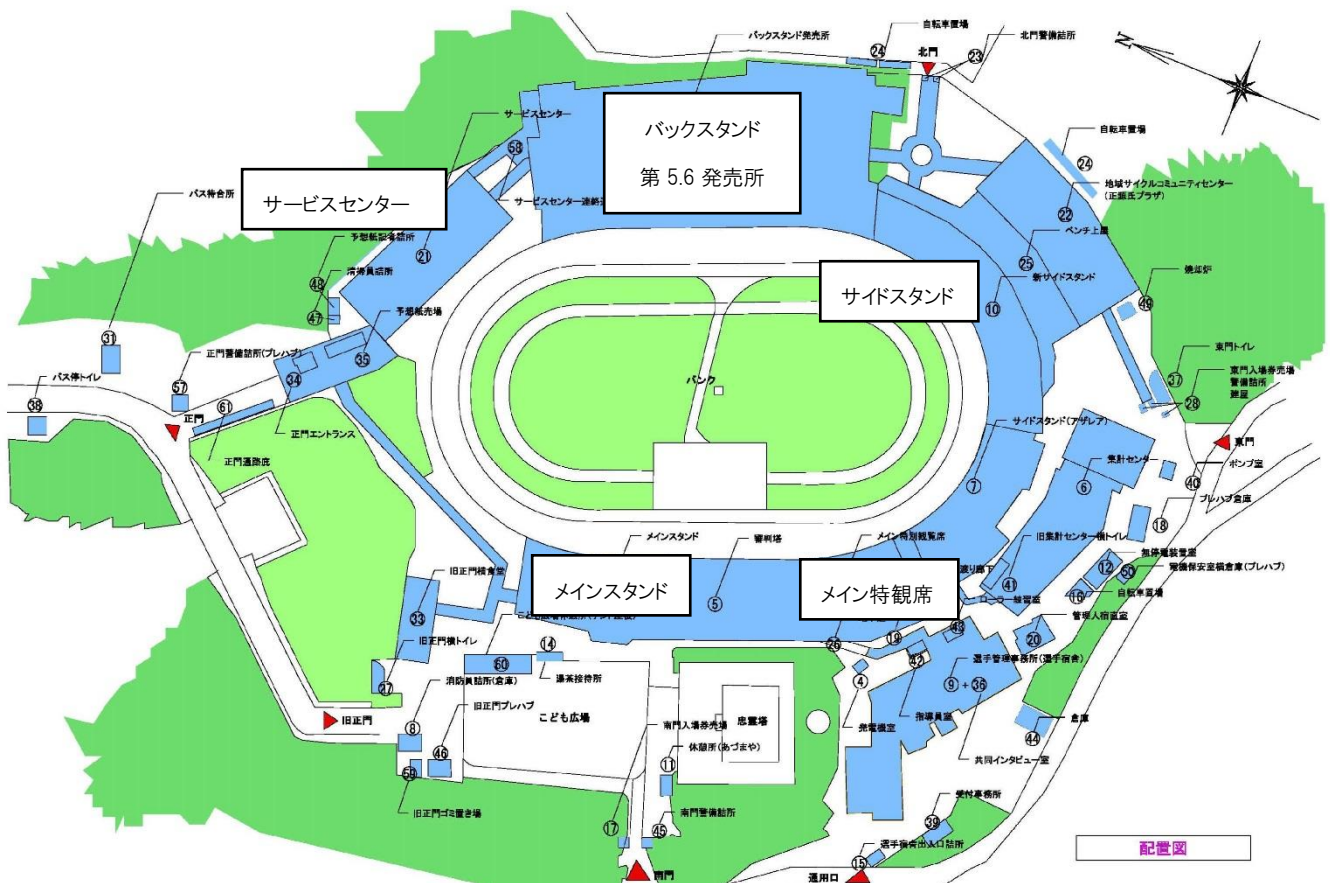 バックスタンド発売所
24
自転車置場
北門
23
北門警備詰所
N
サービスセンター
58
バックスタンド
第 5.6 発売所
自転車置場
24
地域サイクルコミュニティセンター
22
ベンチ上屋
バス待合所
サービスセンター
サービスセンター連絡
予想紙記者詰所
21
25
新サイドスタンド
清掃員詰所
48
サイドスタンド
10
焼却炉
49
47
予想紙売場
31
正門警備詰所(プレハブ)
35
東門トイレ
バス停トイレ
34
37
東門入場券売場
警備詰所
57
バンク
28
38
61
正門
正門エントランス
サイドスタンド(アザレア)
東門
正門通路庇
集計センター
ポンプ室
7
6
40
プレハブ倉庫
18
メインスタンド
審判塔
メイン特別観覧席
旧集計センター横トイレ
無停電装置室
旧正門横食堂
メインスタンド
5
メイン特観席
渡り廊下
41
12
50
電機保安室横倉庫(プレハブ)
16
自転車置場
33
43
管理人宿直室
14
19
20
旧正門横トイレ
26
42
選手管理事務所(選手宿舎)
60
湯茶接待所
27
消防員詰所(倉庫)
4
9 + 36
旧正門
旧正門プレハブ
こども広場
南門入場券売場
忠霊塔
発電機室
指導員室
倉庫
8
46
休憩所(あづまや)
44
11
共同インタビュー室
59
旧正門ゴミ置き場
受付事務所
17
45
南門警備詰所
39
選手宿舎出入口詰所
15
南門
通用口
配置図